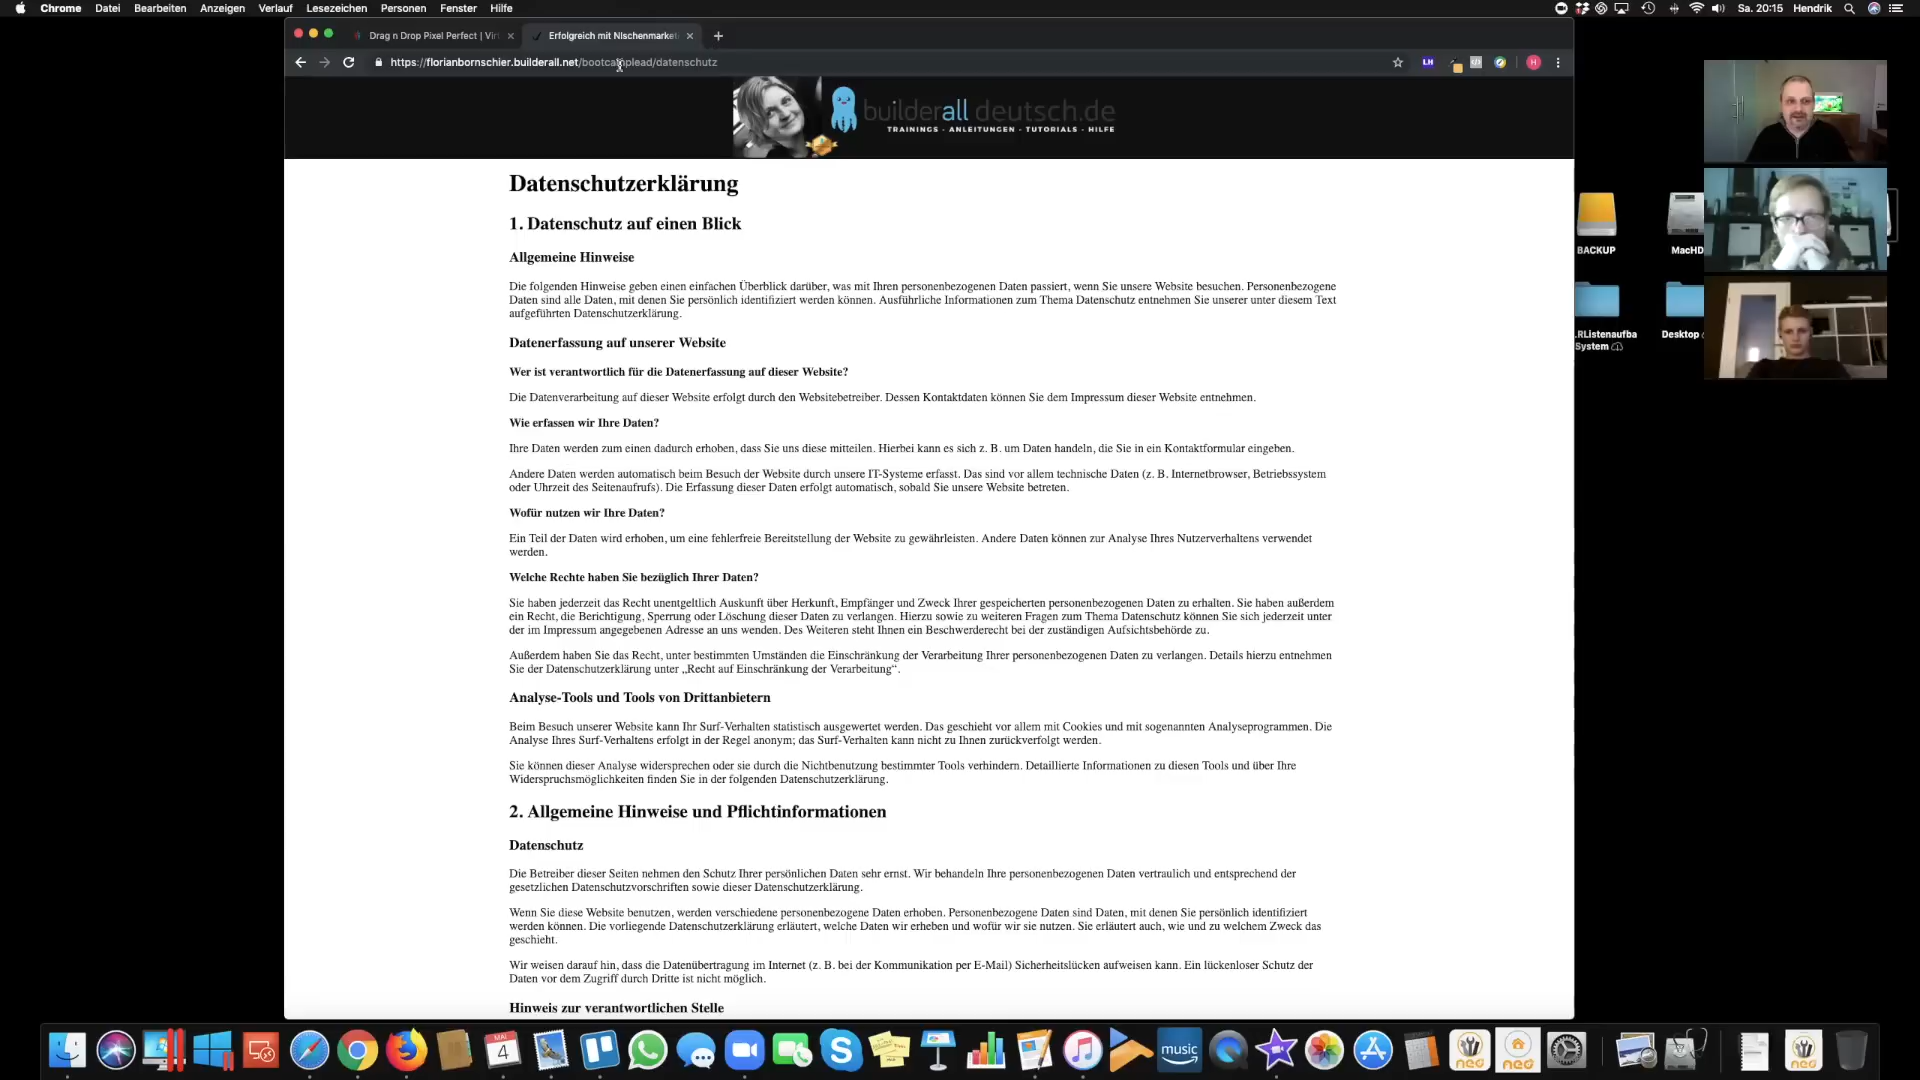 Chrome Datei Bearbeiten Anzeigen Verlauf Lesezeichen Personen Fenster Hilfe Sa. 20:15 Hendrik
Drag n Drop Pixel Perfect | Vir Erfolgreich mit NIschenmarket
https://florianbornschier.builderall.net/bootcamplead/datenschutz
LH H
builderall deutsch.de
TRAININGS - ANLEITUNGEN - TUTORIALS - HILFE
Datenschutzerklärung
1. Datenschutz auf einen Blick
Allgemeine Hinweise
Die folgenden Hinweise geben einen einfachen Überblick darüber, was mit Ihren personenbezogenen Daten passiert, wenn Sie unsere Website besuchen. Personenbezogene
Daten sind alle Daten, mit denen Sie persönlich identifiziert werden können. Ausführliche Informationen zum Thema Datenschutz entnehmen Sie unserer unter diesem Text
aufgeführten Datenschutzerklärung.
Datenerfassung auf unserer Website
Wer ist verantwortlich für die Datenerfassung auf dieser Website?
Die Datenverarbeitung auf dieser Website erfolgt durch den Websitebetreiber. Dessen Kontaktdaten können Sie dem Impressum dieser Website entnehmen.
Wie erfassen wir Ihre Daten?
Ihre Daten werden zum einen dadurch erhoben, dass Sie uns diese mitteilen. Hierbei kann es sich z. B. um Daten handeln, die Sie in ein Kontaktformular eingeben.
Andere Daten werden automatisch beim Besuch der Website durch unsere IT-Systeme erfasst. Das sind vor allem technische Daten (z. B. Internetbrowser, Betriebssystem
oder Uhrzeit des Seitenaufrufs). Die Erfassung dieser Daten erfolgt automatisch, sobald Sie unsere Website betreten.
Wofür nutzen wir Ihre Daten?
Ein Teil der Daten wird erhoben, um eine fehlerfreie Bereitstellung der Website zu gewährleisten. Andere Daten können zur Analyse Ihres Nutzerverhaltens verwendet
werden.
Welche Rechte haben Sie bezüglich Ihrer Daten?
Sie haben jederzeit das Recht unentgeltlich Auskunft über Herkunft, Empfänger und Zweck Ihrer gespeicherten personenbezogenen Daten zu erhalten. Sie haben außerdem
ein Recht, die Berichtigung, Sperrung oder Löschung dieser Daten zu verlangen. Hierzu sowie zu weiteren Fragen zum Thema Datenschutz können Sie sich jederzeit unter
der im Impressum angegebenen Adresse an uns wenden. Des Weiteren steht Ihnen ein Beschwerderecht bei der zuständigen Aufsichtsbehörde zu.
Außerdem haben Sie das Recht, unter bestimmten Umständen die Einschränkung der Verarbeitung Ihrer personenbezogenen Daten zu verlangen. Details hierzu entnehmen
Sie der Datenschutzerklärung unter „Recht auf Einschränkung der Verarbeitung“.
Analyse-Tools und Tools von Drittanbietern
Beim Besuch unserer Website kann Ihr Surf-Verhalten statistisch ausgewertet werden. Das geschieht vor allem mit Cookies und mit sogenannten Analyseprogrammen. Die
Analyse Ihres Surf-Verhaltens erfolgt in der Regel anonym; das Surf-Verhalten kann nicht zu Ihnen zurückverfolgt werden.
Sie können dieser Analyse widersprechen oder sie durch die Nichtbenutzung bestimmter Tools verhindern. Detaillierte Informationen zu diesen Tools und über Ihre
Widerspruchsmöglichkeiten finden Sie in der folgenden Datenschutzerklärung.
2. Allgemeine Hinweise und Pflichtinformationen
Datenschutz
Die Betreiber dieser Seiten nehmen den Schutz Ihrer persönlichen Daten sehr ernst. Wir behandeln Ihre personenbezogenen Daten vertraulich und entsprechend der
gesetzlichen Datenschutzvorschriften sowie dieser Datenschutzerklärung.
Wenn Sie diese Website benutzen, werden verschiedene personenbezogene Daten erhoben. Personenbezogene Daten sind Daten, mit denen Sie persönlich identifiziert
werden können. Die vorliegende Datenschutzerklärung erläutert, welche Daten wir erheben und wofür wir sie nutzen. Sie erläutert auch, wie und zu welchem Zweck das
geschieht.
Wir weisen darauf hin, dass die Datenübertragung im Internet (z. B. bei der Kommunikation per E-Mail) Sicherheitslücken aufweisen kann. Ein lückenloser Schutz der
Daten vor dem Zugriff durch Dritte ist nicht möglich.
Hinweis zur verantwortlichen Stelle
BACKUP MacHD
.RListenaufba Desktop
System
MAI
4
music
neo neo neo